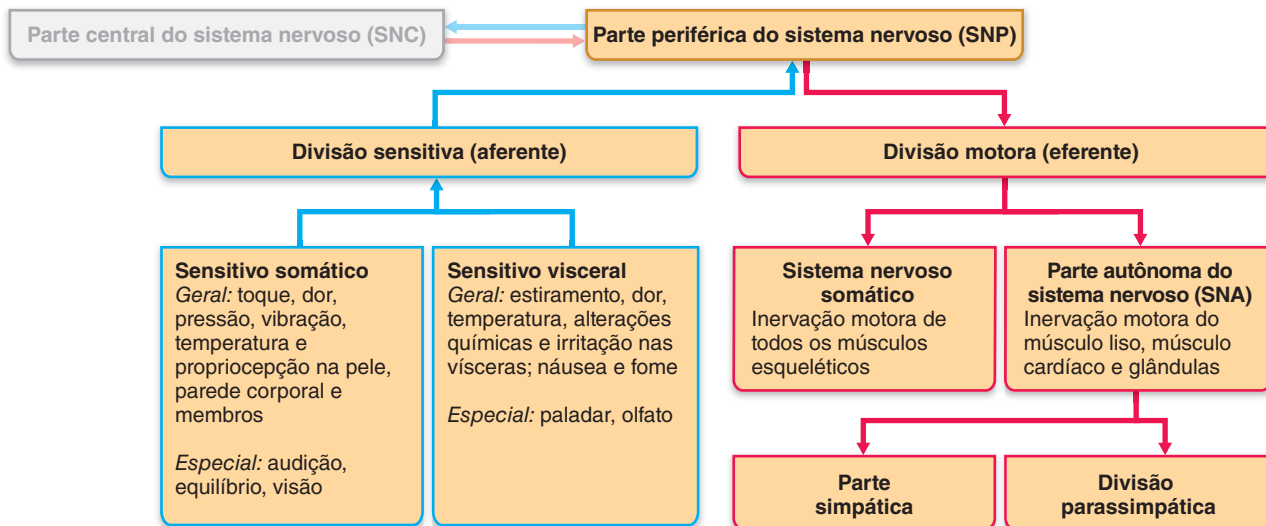 Parte central do sistema nervoso (SNC)
Parte periférica do sistema nervoso (SNP)
Divisão sensitiva (aferente)
Divisão motora (eferente)
Sensitivo somático
Geral: toque, dor,
pressão, vibração,
temperatura e
propriocepção na pele,
parede corporal e
membros
Especial: audição,
equilíbrio, visão
Sensitivo visceral
Geral: estiramento, dor,
temperatura, alterações
químicas e irritação nas
vísceras; náusea e fome
Especial: paladar, olfato
Sistema nervoso
somático
Inervação motora de
todos os músculos
esqueléticos
Parte autônoma do
sistema nervoso (SNA)
Inervação motora do
músculo liso, músculo
cardíaco e glândulas
Parte
simpática
Divisão
parassimpática